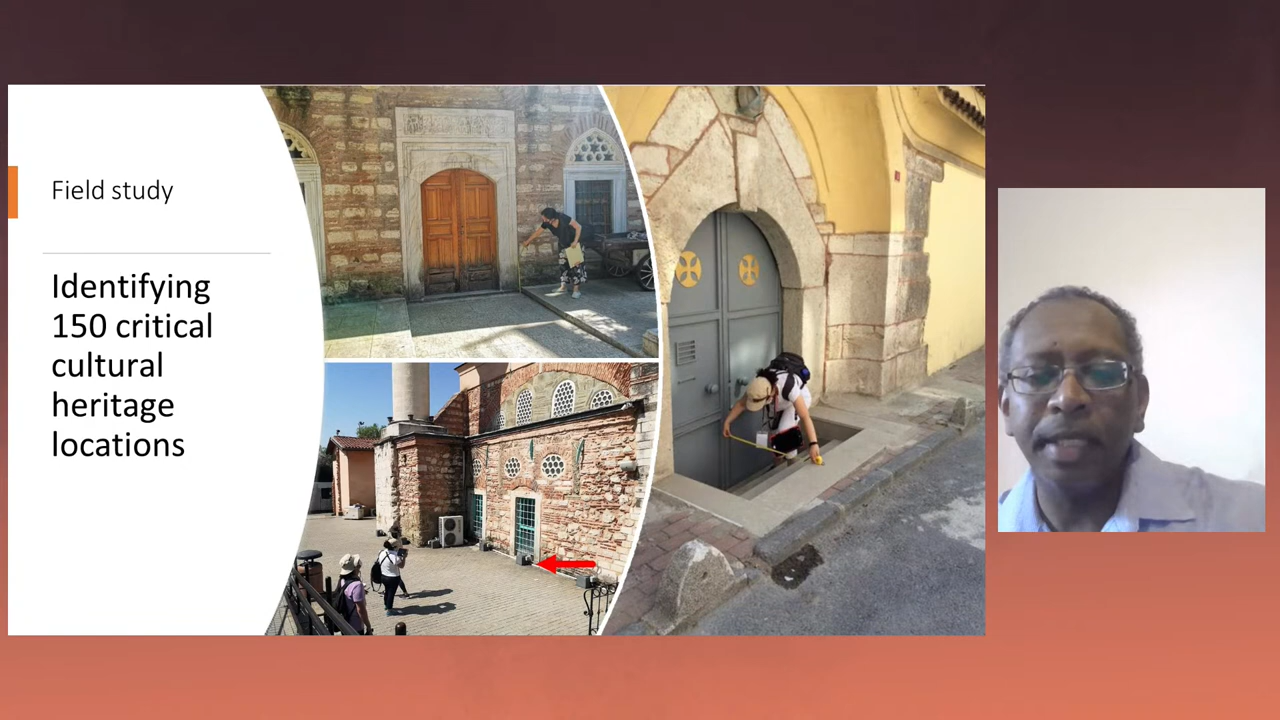 Field study
Identifying
150 critical
cultural
heritage
locations